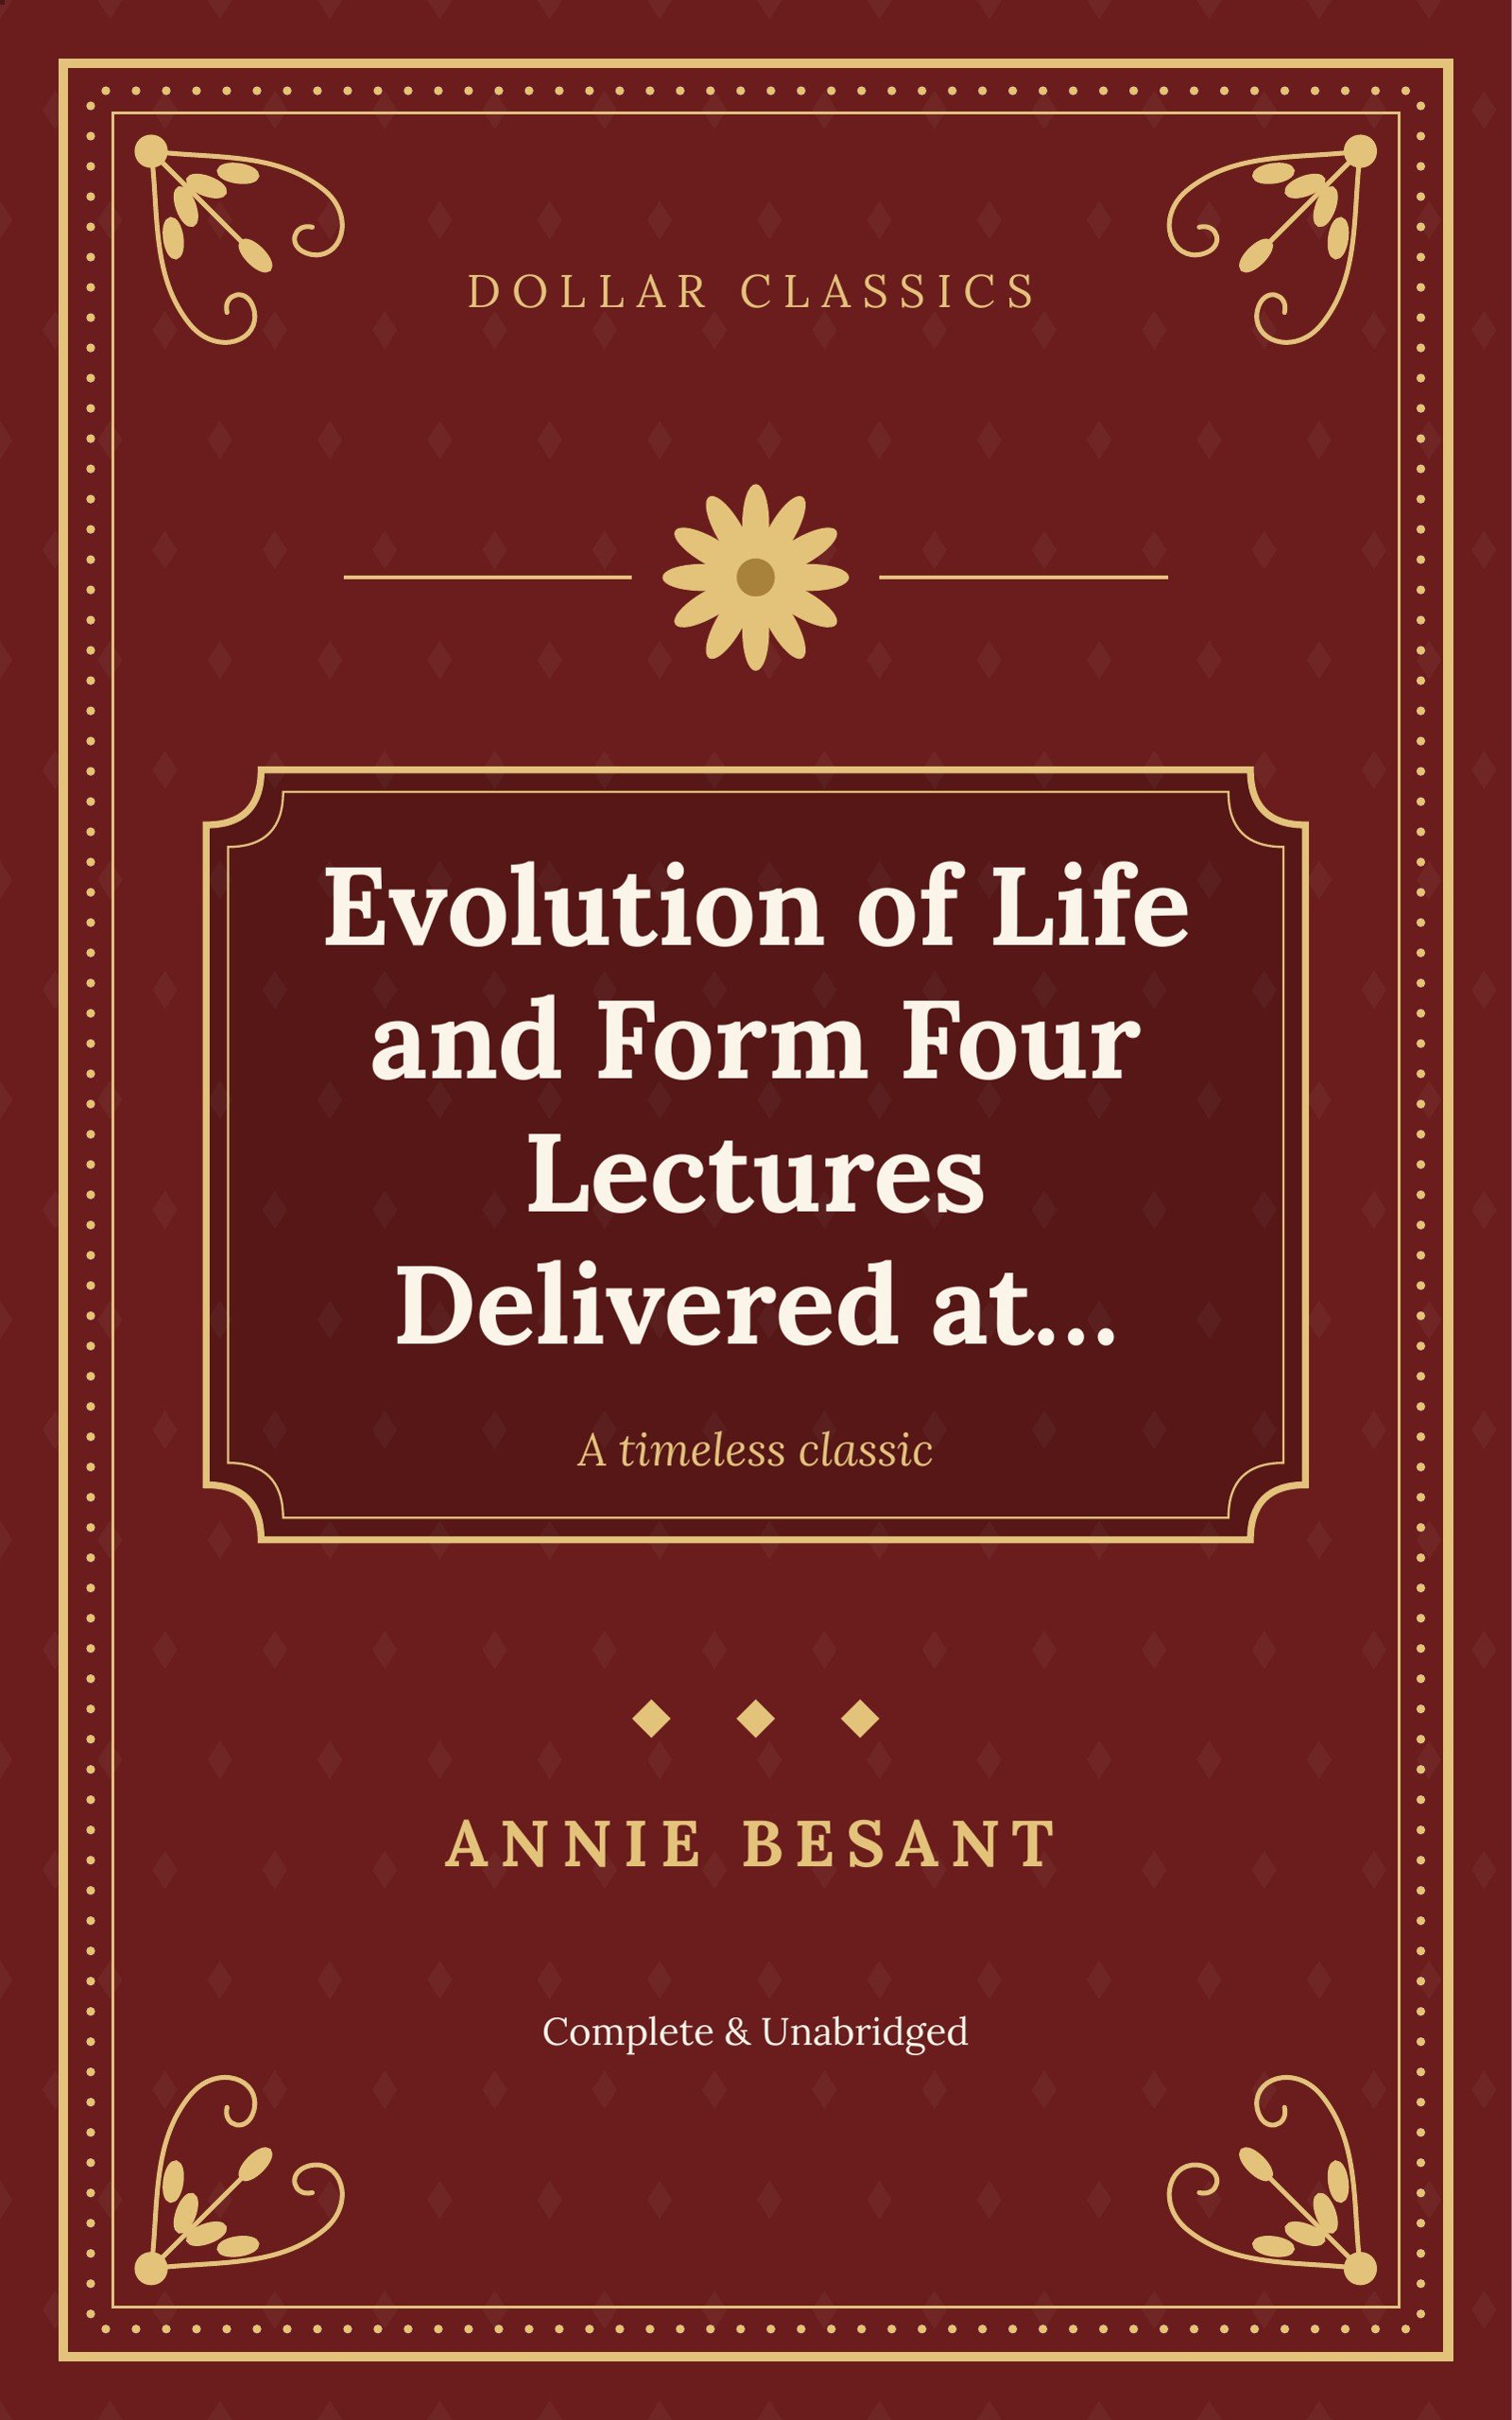 DOLLAR CLASSICS
Evolution of Life
and Form Four
Lectures
Delivered at...
A timeless classic
ANNIE BESANT
Complete & Unabridged